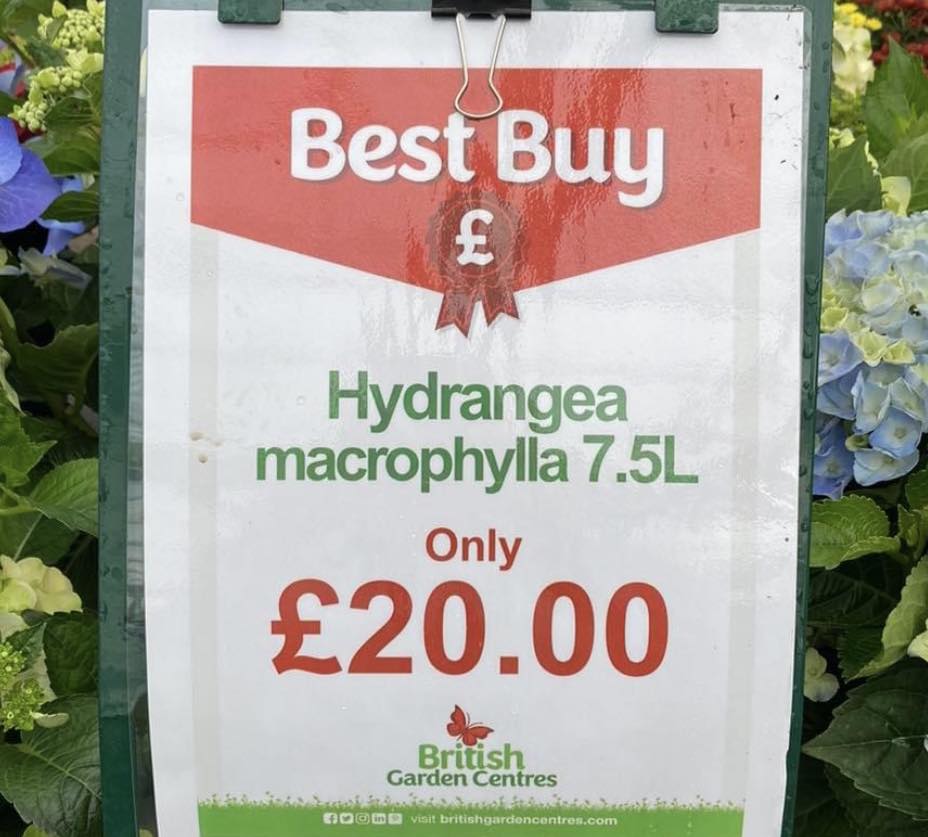 Best Buy
£
Hydrangea
macrophylla 7.5L
Only
£20.00
British
Garden Centres
visit britishgardencentres.com